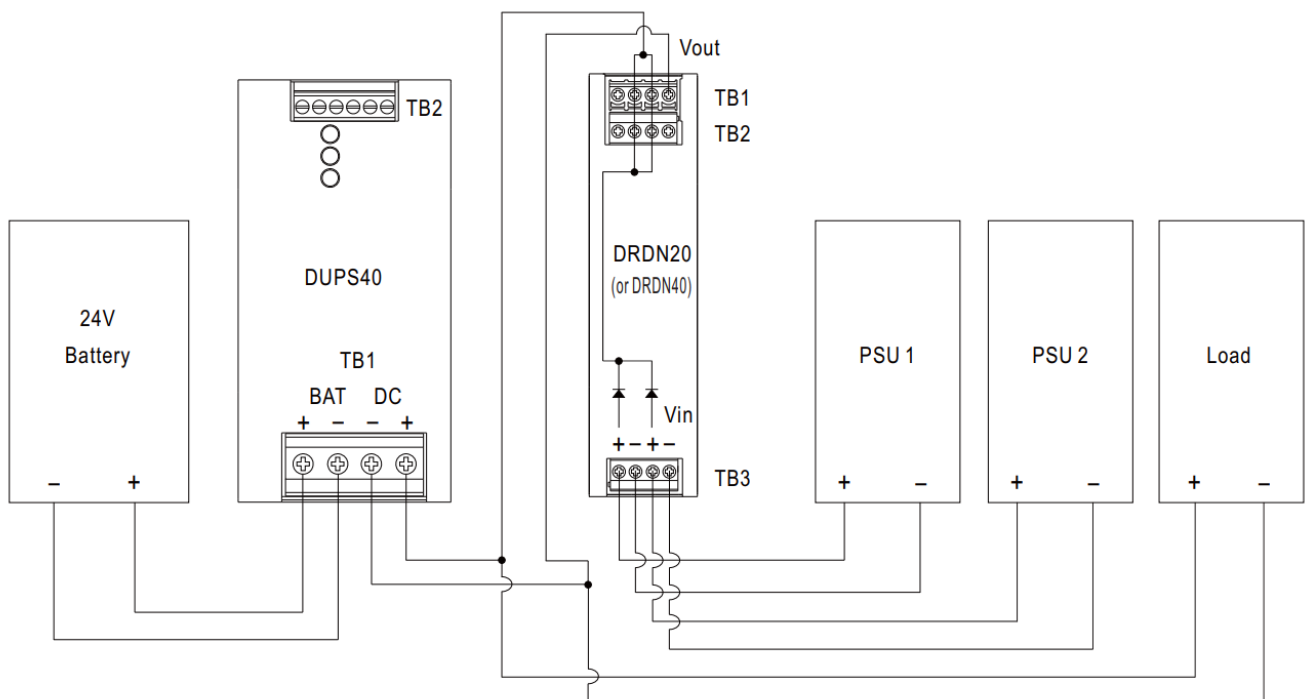 Vout
TB1
TB2
TB2
DUPS40
DRDN20
(or DRDN40)
24V
Battery
PSU 1
PSU 2
Load
TB1
BAT DC
+ − − +
Vin
+ − + −
TB3
− +
+ −
+ −
+ −